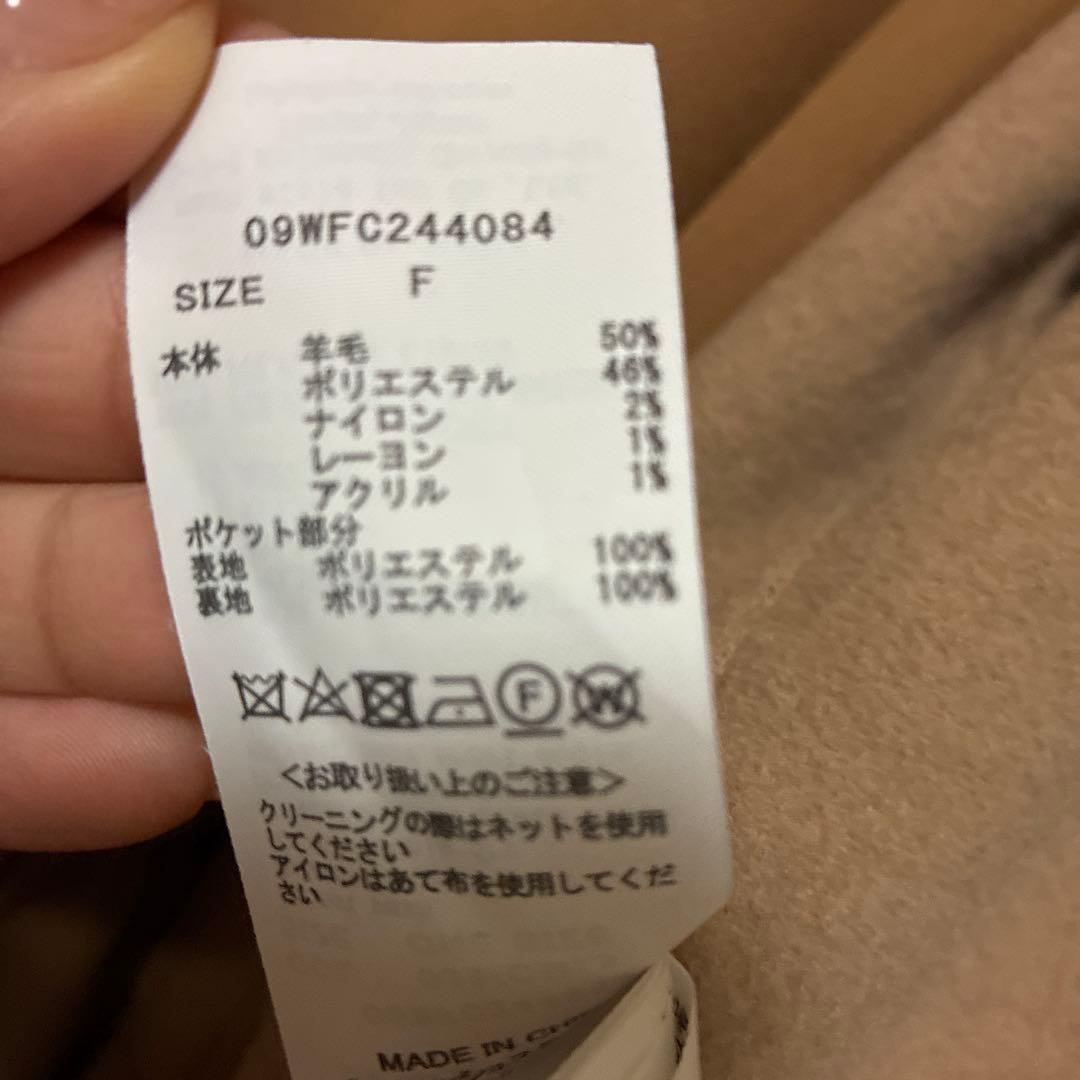 09WFC244084
SIZE F
本体 羊毛 50%
ポリエステル 46%
ナイロン 2%
レーヨン 1%
アクリル 1%
ポケット部分
表地 ポリエステル 100%
裏地 ポリエステル 100%
F W
<お取り扱い上のご注意>
クリーニングの際はネットを使用
してください
アイロンはあて布を使用してくだ
さい
MADE IN